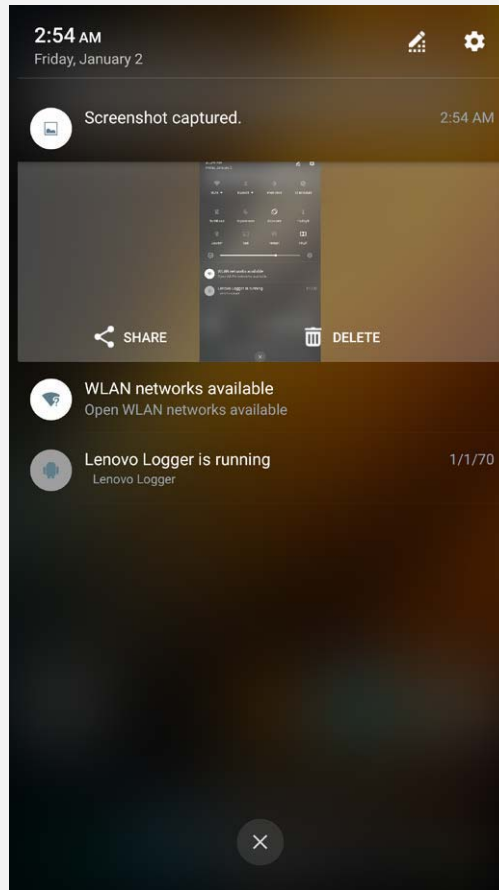 2:54 AM
Friday, January 2
Screenshot captured.
2:54 AM
SHARE
DELETE
WLAN networks available
Open WLAN networks available
Lenovo Logger is running
1/1/70
Lenovo Logger